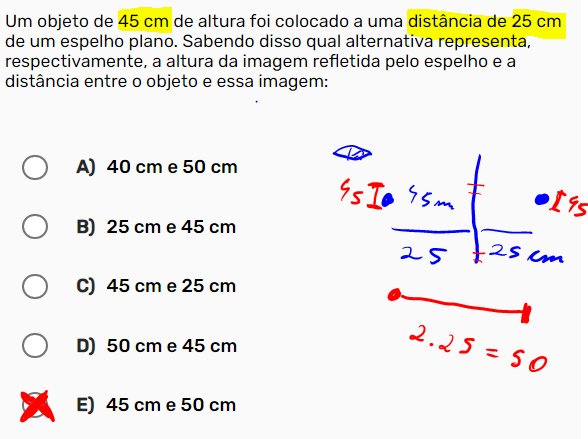 Um objeto de 45 cm de altura foi colocado a uma distância de 25 cm
de um espelho plano. Sabendo disso qual alternativa representa,
respectivamente, a altura da imagem refletida pelo espelho e a
distância entre o objeto e essa imagem:
A) 40 cm e 50 cm
B) 25 cm e 45 cm
C) 45 cm e 25 cm
D) 50 cm e 45 cm
E) 45 cm e 50 cm
45 I 45 m I 45
25 25 cm
2.25 = 50